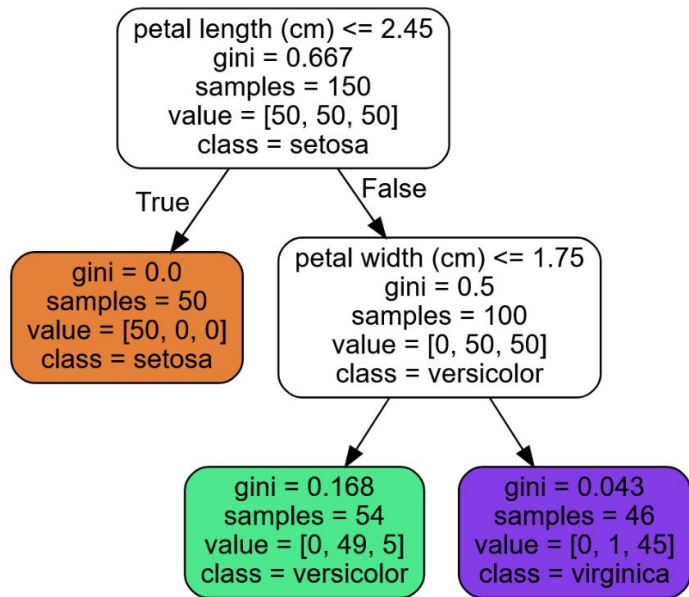 petal length (cm) <= 2.45
gini = 0.667
samples = 150
value = [50, 50, 50]
class = setosa
True
False
gini = 0.0
samples = 50
value = [50, 0, 0]
class = setosa
petal width (cm) <= 1.75
gini = 0.5
samples = 100
value = [0, 50, 50]
class = versicolor
gini = 0.168
samples = 54
value = [0, 49, 5]
class = versicolor
gini = 0.043
samples = 46
value = [0, 1, 45]
class = virginica